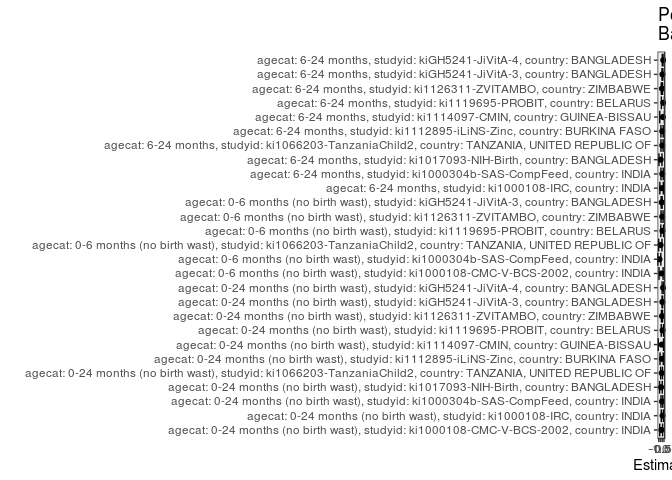 agecat: 6-24 months, studyid: kiGH5241-JiVitA-4, country: BANGLADESH
agecat: 6-24 months, studyid: kiGH5241-JiVitA-3, country: BANGLADESH
agecat: 6-24 months, studyid: ki1126311-ZVITAMBO, country: ZIMBABWE
agecat: 6-24 months, studyid: ki1119695-PROBIT, country: BELARUS
agecat: 6-24 months, studyid: ki1114097-CMIN, country: GUINEA-BISSAU
agecat: 6-24 months, studyid: ki1112895-iLiNS-Zinc, country: BURKINA FASO
agecat: 6-24 months, studyid: ki1066203-TanzaniaChild2, country: TANZANIA, UNITED REPUBLIC OF
agecat: 6-24 months, studyid: ki1017093-NIH-Birth, country: BANGLADESH
agecat: 6-24 months, studyid: ki1000304b-SAS-CompFeed, country: INDIA
agecat: 6-24 months, studyid: ki1000108-IRC, country: INDIA
agecat: 0-6 months (no birth wast), studyid: kiGH5241-JiVitA-3, country: BANGLADESH
agecat: 0-6 months (no birth wast), studyid: ki1126311-ZVITAMBO, country: ZIMBABWE
agecat: 0-6 months (no birth wast), studyid: ki1119695-PROBIT, country: BELARUS
agecat: 0-6 months (no birth wast), studyid: ki1066203-TanzaniaChild2, country: TANZANIA, UNITED REPUBLIC OF
agecat: 0-6 months (no birth wast), studyid: ki1000304b-SAS-CompFeed, country: INDIA
agecat: 0-6 months (no birth wast), studyid: ki1000108-CMC-V-BCS-2002, country: INDIA
agecat: 0-24 months (no birth wast), studyid: kiGH5241-JiVitA-4, country: BANGLADESH
agecat: 0-24 months (no birth wast), studyid: kiGH5241-JiVitA-3, country: BANGLADESH
agecat: 0-24 months (no birth wast), studyid: ki1126311-ZVITAMBO, country: ZIMBABWE
agecat: 0-24 months (no birth wast), studyid: ki1119695-PROBIT, country: BELARUS
agecat: 0-24 months (no birth wast), studyid: ki1114097-CMIN, country: GUINEA-BISSAU
agecat: 0-24 months (no birth wast), studyid: ki1112895-iLiNS-Zinc, country: BURKINA FASO
agecat: 0-24 months (no birth wast), studyid: ki1066203-TanzaniaChild2, country: TANZANIA, UNITED REPUBLIC OF
agecat: 0-24 months (no birth wast), studyid: ki1017093-NIH-Birth, country: BANGLADESH
agecat: 0-24 months (no birth wast), studyid: ki1000304b-SAS-CompFeed, country: INDIA
agecat: 0-24 months (no birth wast), studyid: ki1000108-IRC, country: INDIA
agecat: 0-24 months (no birth wast), studyid: ki1000108-CMC-V-BCS-2002, country: INDIA